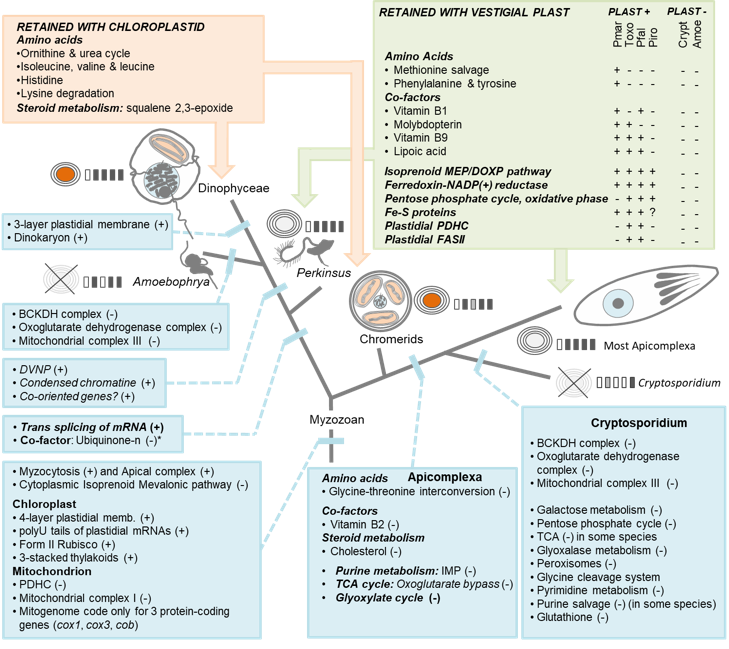 RETAINED WITH CHLOROPLASTID
Amino acids
•Ornithine & urea cycle
•Isoleucine, valine & leucine
•Histidine
•Lysine degradation
Steroid metabolism: squalene 2,3-epoxide
RETAINED WITH VESTIGIAL PLAST
PLAST + PLAST -
Pmar Toxo Pfal Piro Crypt Amoe
Amino Acids
• Methionine salvage + - - - - -
• Phenylalanine & tyrosine + - - - - -
Co-factors
• Vitamin B1 + - + - - -
• Molybdopterin + + - - - -
• Vitamin B9 + + + - - -
• Lipoic acid + + + - - -
Isoprenoid MEP/DOXP pathway + + + + - -
Ferredoxin-NADP(+) reductase + + + + - -
Pentose phosphate cycle, oxidative phase - + + + - -
Fe-S proteins + + + ? - -
Plastidial PDHC - + + - - -
Plastidial FASII - + + - - -
Dinophyceae
• 3-layer plastidial membrane (+)
• Dinokaryon (+)
Amoebophrya
Perkinsus
Chromerids
Most Apicomplexa
Cryptosporidium
Myzozoan
• BCKDH complex (-)
• Oxoglutarate dehydrogenase complex (-)
• Mitochondrial complex III (-)
• DVNP (+)
• Condensed chromatine (+)
• Co-oriented genes? (+)
• Trans splicing of mRNA (+)
• Co-factor: Ubiquinone-n (-)*
• Myzocytosis (+) and Apical complex (+)
• Cytoplasmic Isoprenoid Mevalonic pathway (-)
Chloroplast
• 4-layer plastidial memb. (+)
• polyU tails of plastidial mRNAs (+)
• Form II Rubisco (+)
• 3-stacked thylakoids (+)
Mitochondrion
• PDHC (-)
• Mitochondrial complex I (-)
• Mitogenome code only for 3 protein-coding
genes (cox1, cox3, cob)
Amino acids Apicomplexa
• Glycine-threonine interconversion (-)
Co-factors
• Vitamin B2 (-)
Steroid metabolism
• Cholesterol (-)
• Purine metabolism: IMP (-)
• TCA cycle: Oxoglutarate bypass (-)
• Glyoxylate cycle (-)
Cryptosporidium
• BCKDH complex (-)
• Oxoglutarate dehydrogenase
complex (-)
• Mitochondrial complex III (-)
• Galactose metabolism (-)
• Pentose phosphate cycle (-)
• TCA (-) in some species
• Glyoxalase metabolism (-)
• Peroxisomes (-)
• Glycine cleavage system
• Pyrimidine metabolism (-)
• Purine salvage (-) (in some species)
• Glutathione (-)